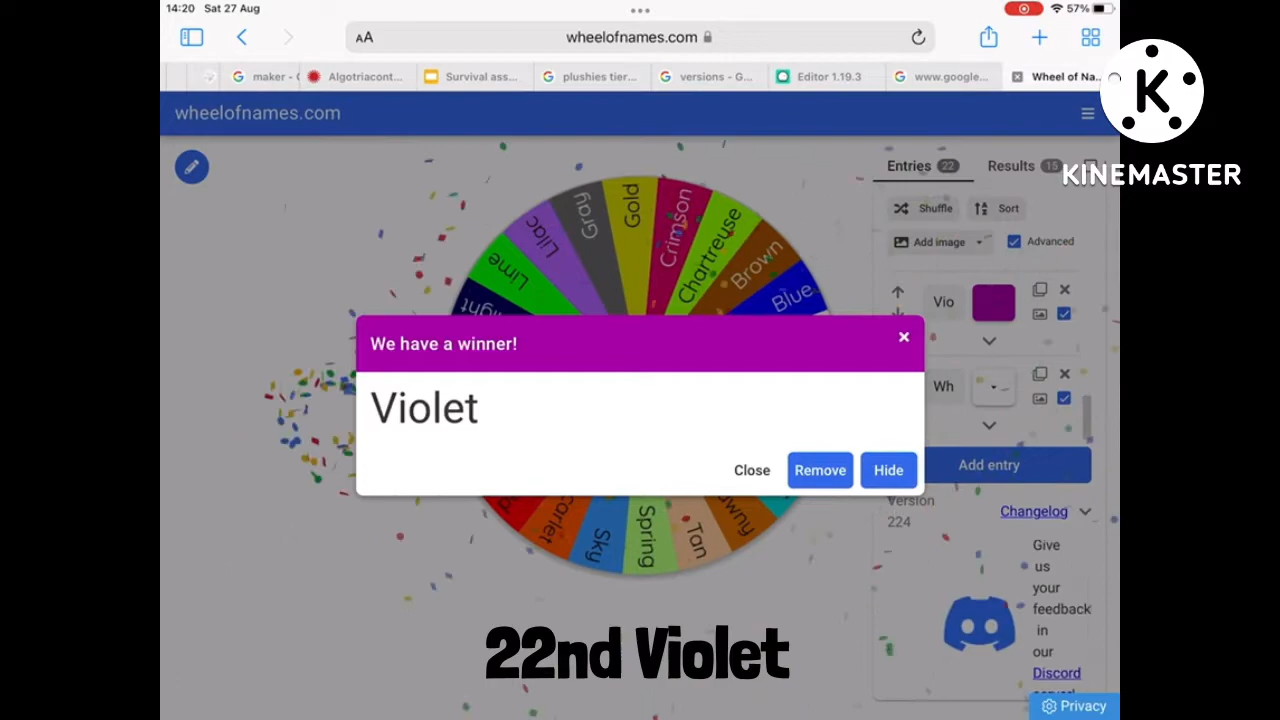 14:20 Sat 27 Aug
57%
AA
wheelofnames.com
maker - G
Algotriacont...
Survival ass...
plushies tier...
versions - G...
Editor 1.19.3
www.google...
Wheel of Na...
K
KINEMASTER
wheelofnames.com
Entries 22
Results 15
Shuffle
Sort
Add image
Advanced
Gold
Gray
Lilac
Lime
Crimson
Chartreuse
Brown
Blue
Vio
We have a winner!
Violet
Close
Remove
Hide
Wh
Add entry
Version
224
Changelog
Give
us
your
feedback
in
our
Discord
Sky
Spring
Tan
22nd Violet
Privacy